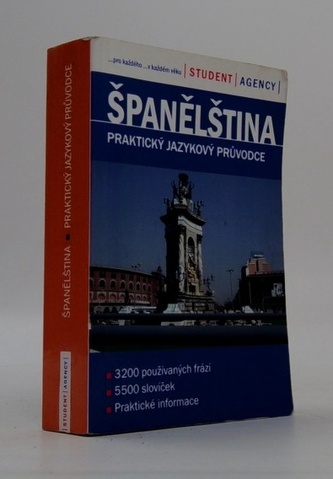 ...pro každého ...v každém věku
STUDENT AGENCY
ŠPANĚLŠTINA
PRAKTICKÝ JAZYKOVÝ PRŮVODCE
3200 používaných frází
5500 slovíček
Praktické informace
ŠPANĚLŠTINA PRAKTICKÝ JAZYKOVÝ PRŮVODCE
STUDENT AGENCY